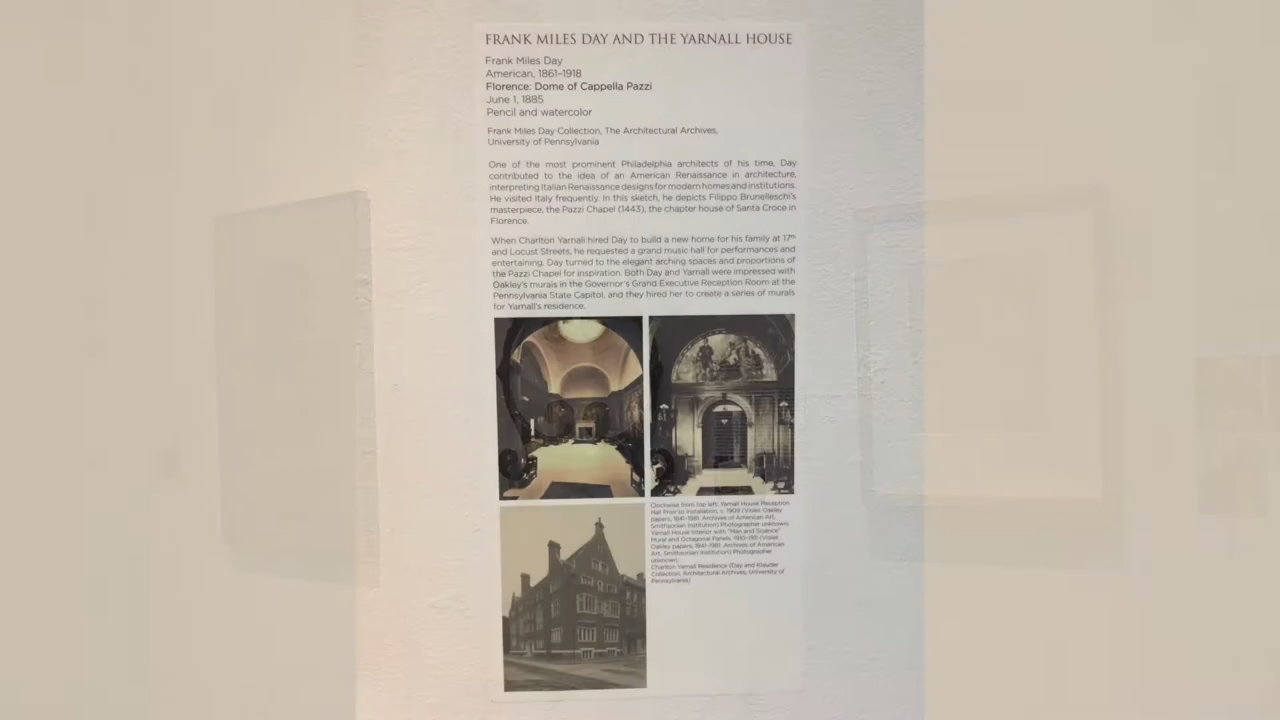 FRANK MILES DAY AND THE YARNALL HOUSE
Frank Miles Day
American, 1861–1918
Florence: Dome of Cappella Pazzi
June 1, 1885
Pencil and watercolor
Frank Miles Day Collection, The Architectural Archives,
University of Pennsylvania
One of the most prominent Philadelphia architects of his time, Day
contributed to the idea of an American Renaissance in architecture,
interpreting Italian Renaissance designs for modern homes and institutions.
He visited Italy frequently. In this sketch, he depicts Filippo Brunelleschi's
masterpiece, the Pazzi Chapel (1443), the chapter house of Santa Croce in
Florence.
When Charlton Yarnall hired Day to build a new home for his family at 17th
and Locust Streets, he requested a grand music hall for performances and
entertaining. Day turned to the elegant arching spaces and proportions of
the Pazzi Chapel for inspiration. Both Day and Yarnall were impressed with
Oakley's murals in the Governor's Grand Executive Reception Room at the
Pennsylvania State Capitol, and they hired her to create a series of murals
for Yarnall's residence.
Clockwise from top left: Yarnall House Reception
Hall Prior to Installation, c. 1909 (Violet Oakley
papers, 1841-1981. Archives of American Art,
Smithsonian Institution) Photographer unknown
Yarnall House Interior with "Man and Science"
Mural and Octagonal Panels, 1910-1911 (Violet
Oakley papers, 1841-1981. Archives of American
Art, Smithsonian Institution) Photographer
unknown
Charlton Yarnall Residence (Day and Klauder
Collection, Architectural Archives, University of
Pennsylvania)